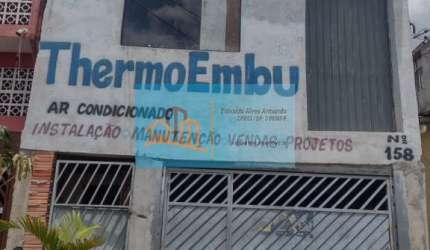 ThermoEmbu
AR CONDICIONADO
INSTALAÇÃO MANUTENÇÃO VENDAS PROJETOS
Nº
158